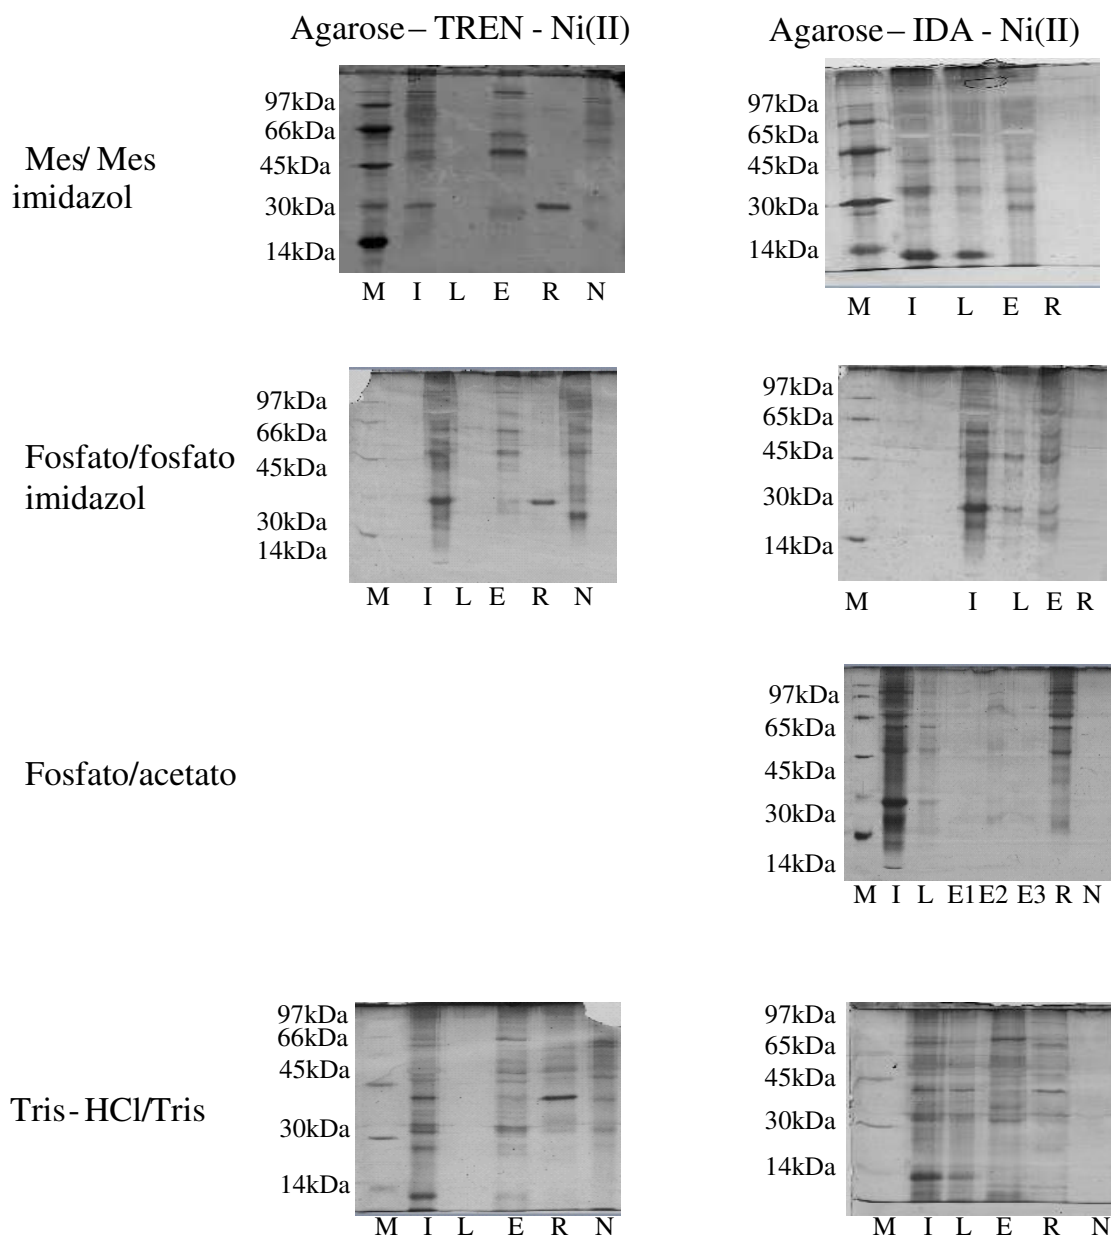 Agarose – TREN - Ni(II)
Agarose – IDA - Ni(II)
Mes/ Mes
imidazol
97kDa
66kDa
45kDa
30kDa
14kDa
M I L E R N
97kDa
65kDa
45kDa
30kDa
14kDa
M I L E R
Fosfato/fosfato
imidazol
97kDa
66kDa
45kDa
30kDa
14kDa
M I L E R N
97kDa
65kDa
45kDa
30kDa
14kDa
M I L E R
Fosfato/acetato
97kDa
65kDa
45kDa
30kDa
14kDa
M I L E1 E2 E3 R N
Tris-HCl/Tris
97kDa
66kDa
45kDa
30kDa
14kDa
M I L E R N
97kDa
65kDa
45kDa
30kDa
14kDa
M I L E R N